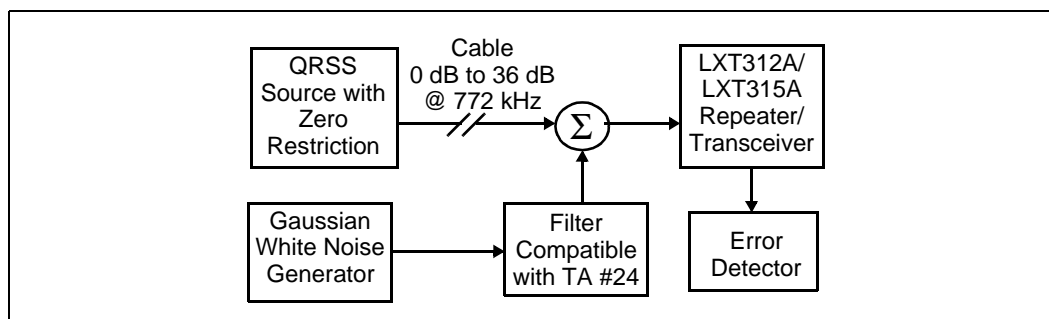 QRSS
Source with
Zero
Restriction
Cable
0 dB to 36 dB
@ 772 kHz
Σ
LXT312A/
LXT315A
Repeater/
Transceiver
Gaussian
White Noise
Generator
Filter
Compatible
with TA #24
Error
Detector